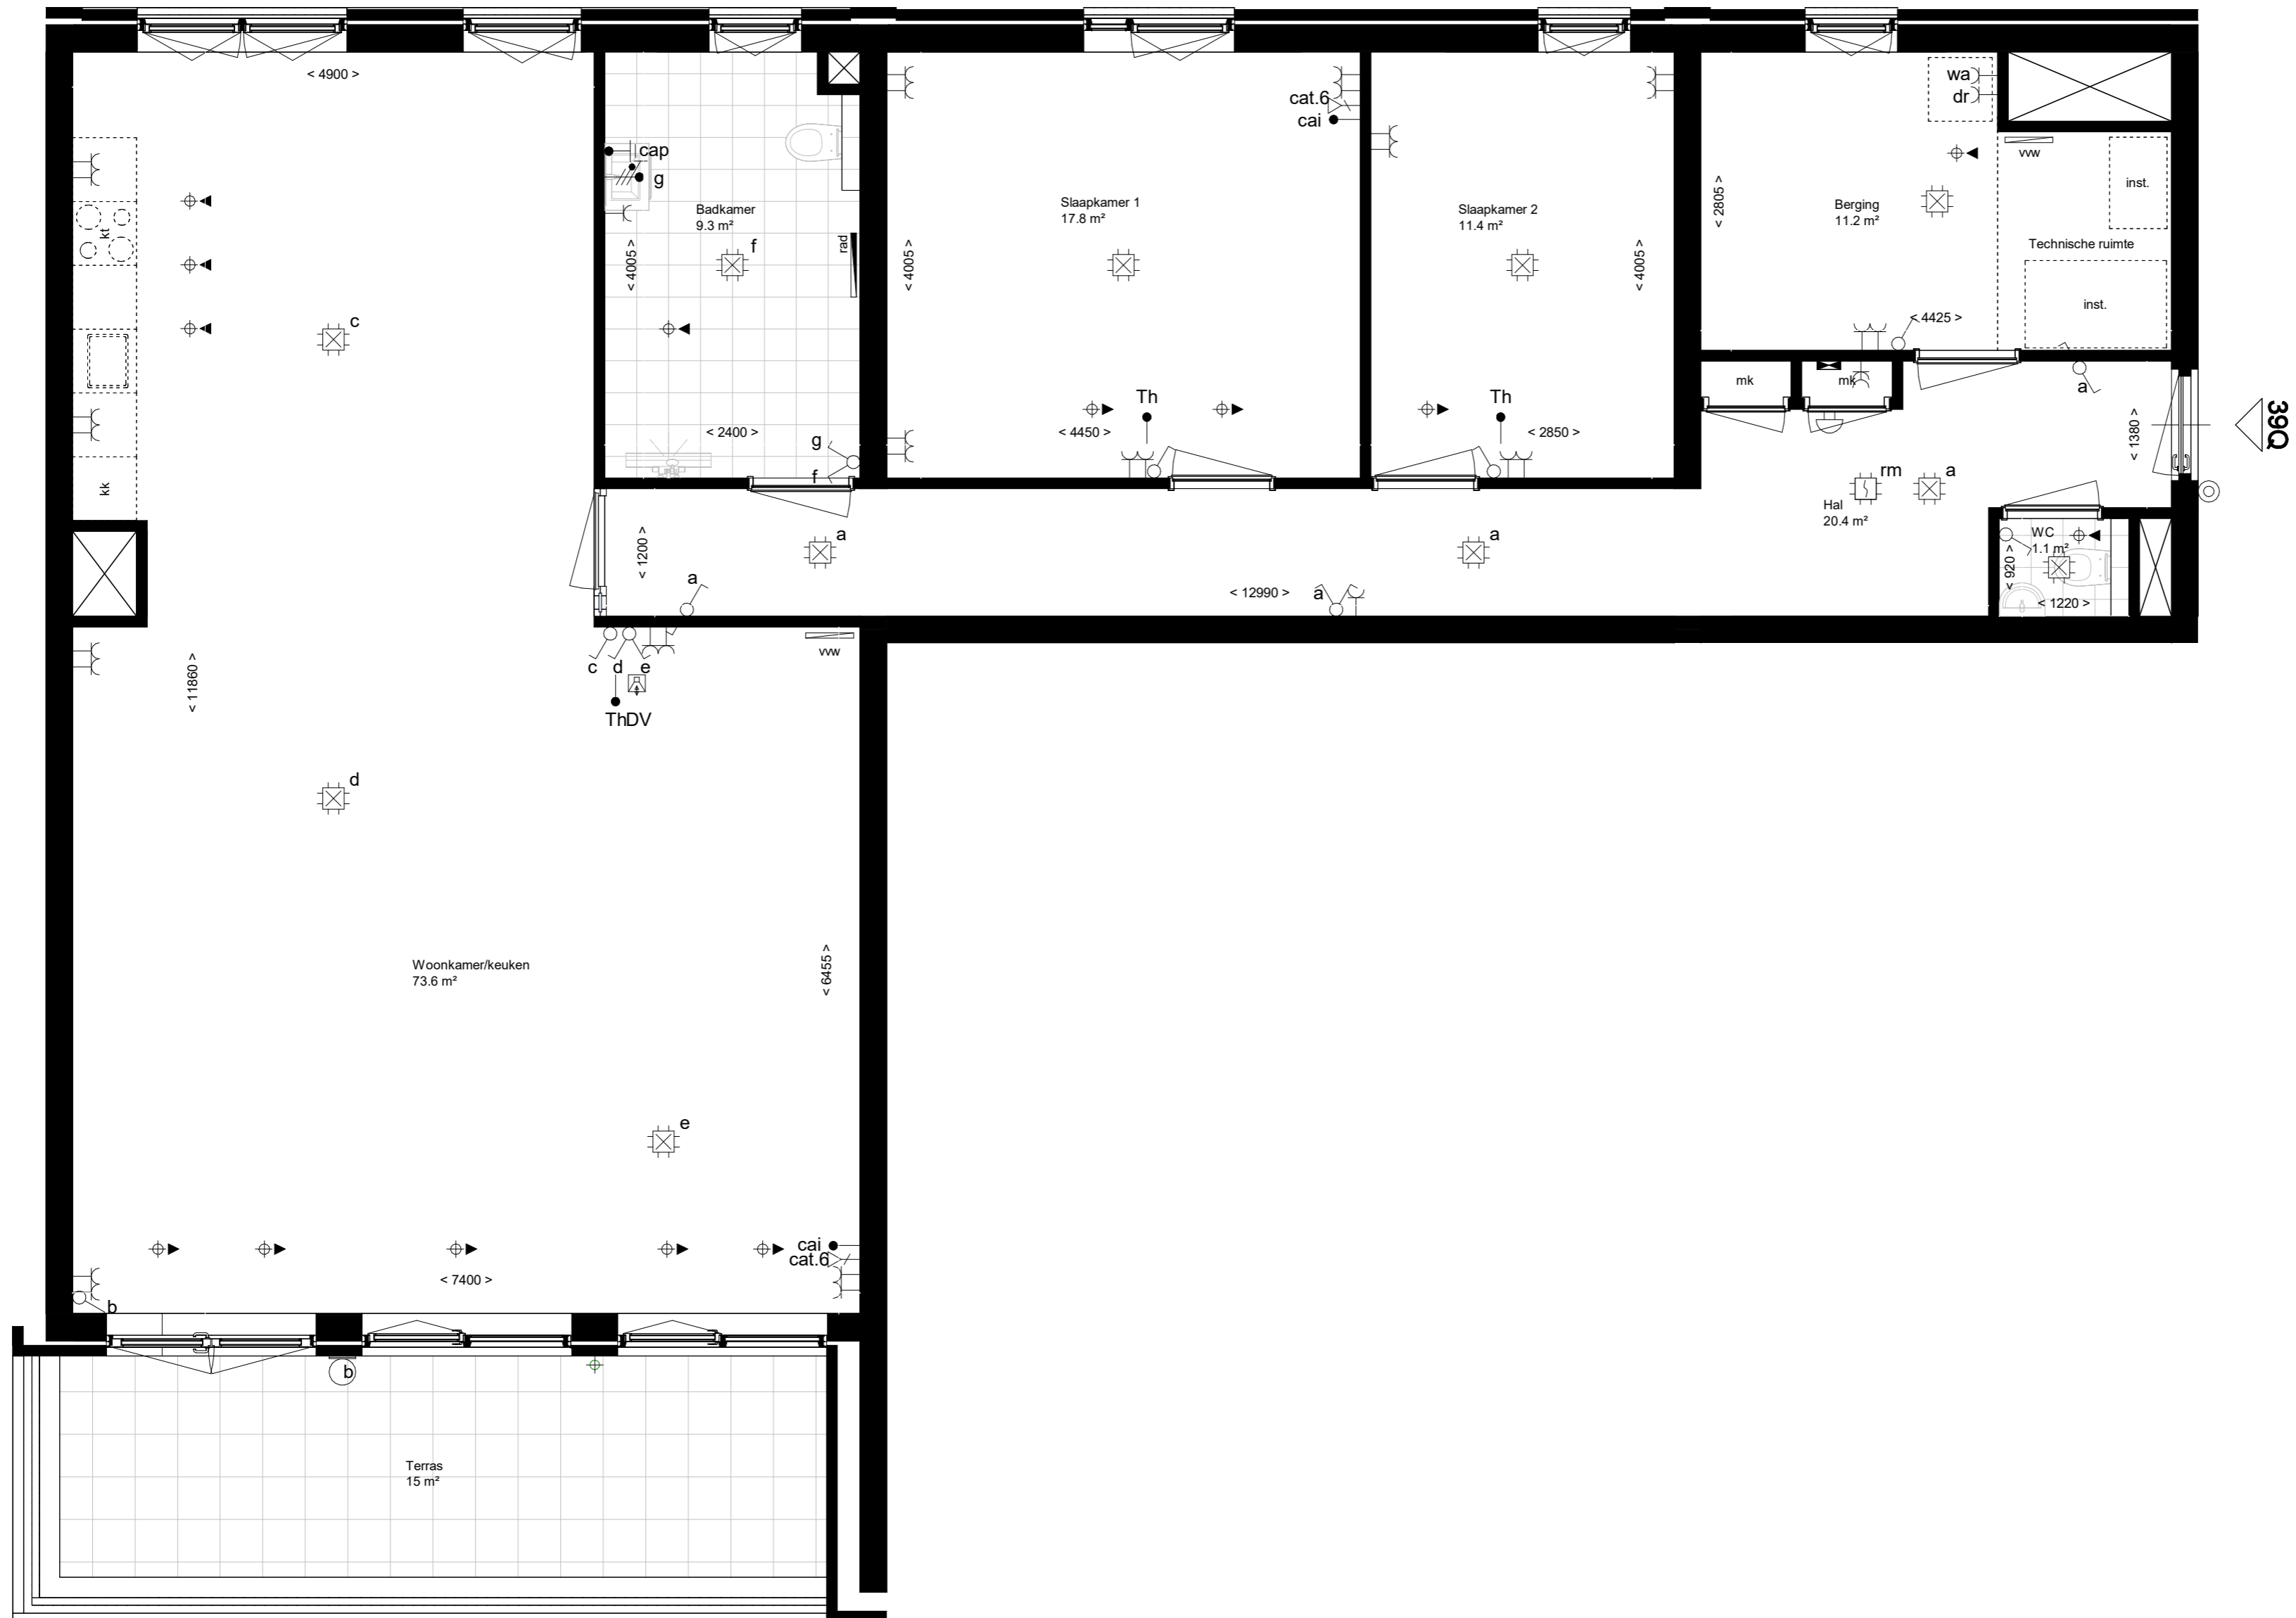 < 4900 >
cap
g
Badkamer
9.3 m²
< 4005 >
f
rad
< 2400 >
g
f
kt
c
kk
Slaapkamer 1
17.8 m²
< 4005 >
cat.6
cai
Th
< 4450 >
Slaapkamer 2
11.4 m²
< 4005 >
Th
< 2850 >
wa
dr
vvw
inst.
< 2805 >
Berging
11.2 m²
Technische ruimte
inst.
< 4425 >
mk
mk
a
< 1380 >
39Q
rm
a
Hal
20.4 m²
WC
1.1 m²
< 920 >
< 1220 >
< 1200 >
a
a
a
< 12990 >
a
< 11860 >
c
d
e
vvw
ThDV
d
Woonkamer/keuken
73.6 m²
< 6455 >
e
cai
cat.6
< 7400 >
b
b
Terras
15 m²